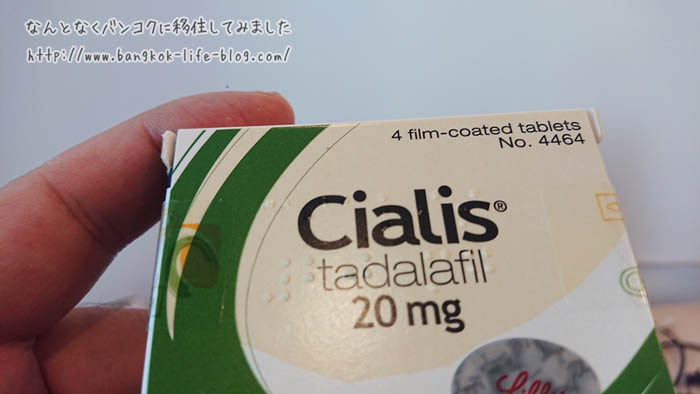 なんとなくバンコクに移住してみました
http://www.bangkok-life-blog.com/
4 film-coated tablets
No. 4464
Cialis®
tadalafil
20 mg